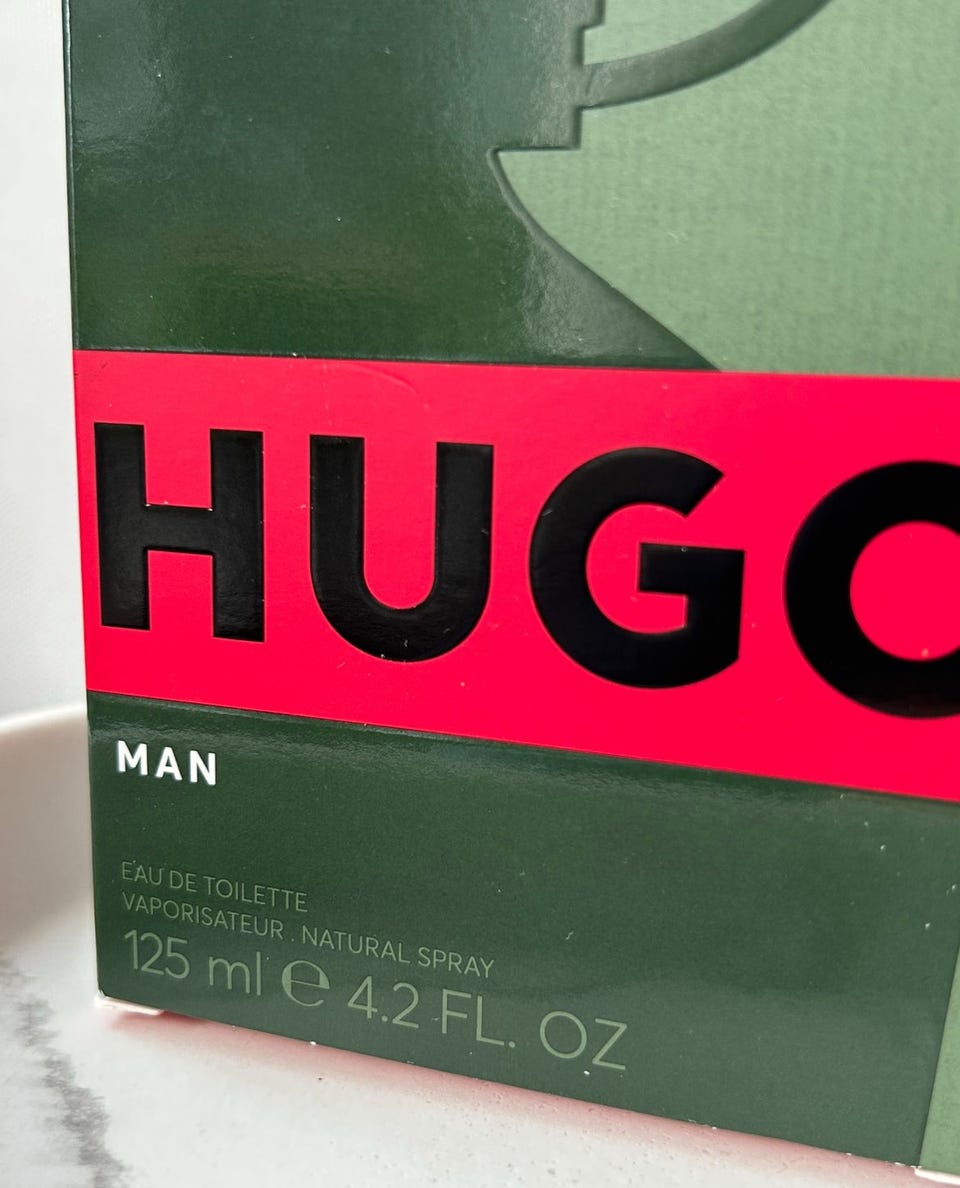 HUGO
MAN
EAU DE TOILETTE
VAPORISATEUR . NATURAL SPRAY
125 ml ℮ 4.2 FL. OZ